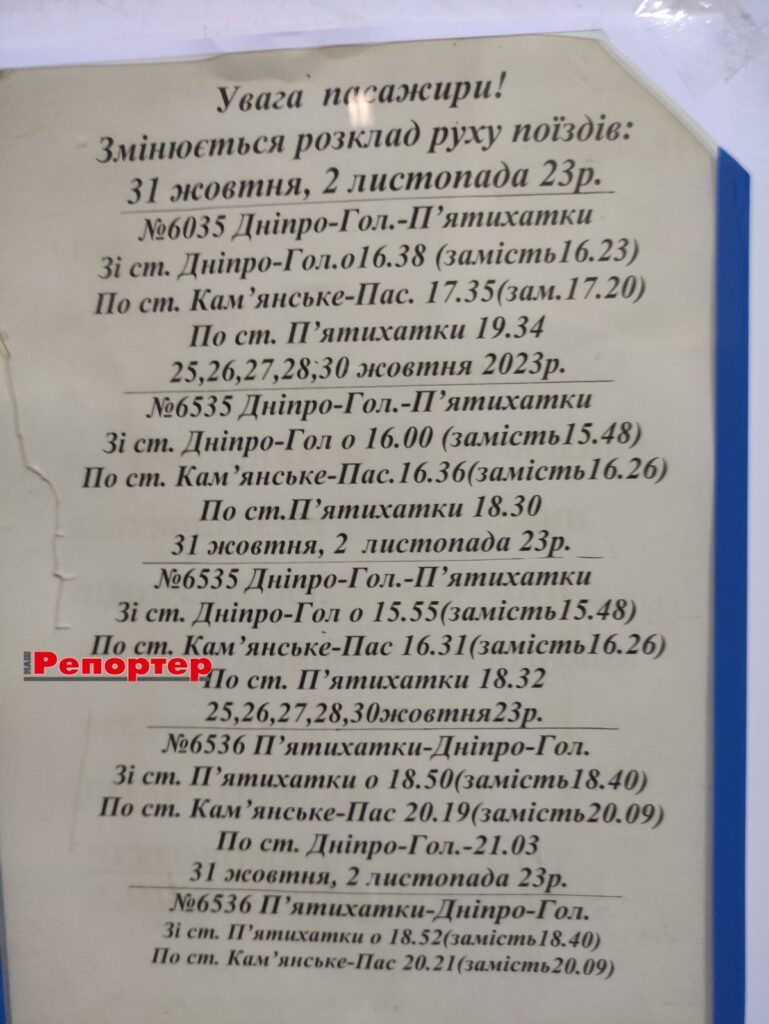 Увага пасажири!
Змінюється розклад руху поїздів:
31 жовтня, 2 листопада 23р.
№6035 Дніпро-Гол.-П’ятихатки
Зі ст. Дніпро-Гол.о16.38 (замість16.23)
По ст. Кам’янське-Пас. 17.35(зам.17.20)
По ст. П’ятихатки 19.34
25,26,27,28,30 жовтня 2023р.
№6535 Дніпро-Гол.-П’ятихатки
Зі ст. Дніпро-Гол о 16.00 (замість15.48)
По ст. Кам’янське-Пас.16.36(замість16.26)
По ст.П’ятихатки 18.30
31 жовтня, 2 листопада 23р.
№6535 Дніпро-Гол.-П’ятихатки
Зі ст. Дніпро-Гол о 15.55(замість15.48)
По ст. Кам’янське-Пас 16.31(замість16.26)
НАШ Репортер
По ст. П’ятихатки 18.32
25,26,27,28,30жовтня23р.
№6536 П’ятихатки-Дніпро-Гол.
Зі ст. П’ятихатки о 18.50(замість18.40)
По ст. Кам’янське-Пас 20.19(замість20.09)
По ст. Дніпро-Гол.-21.03
31 жовтня, 2 листопада 23р.
№6536 П’ятихатки-Дніпро-Гол.
Зі ст. П’ятихатки о 18.52(замість18.40)
По ст. Кам’янське-Пас 20.21(замість20.09)